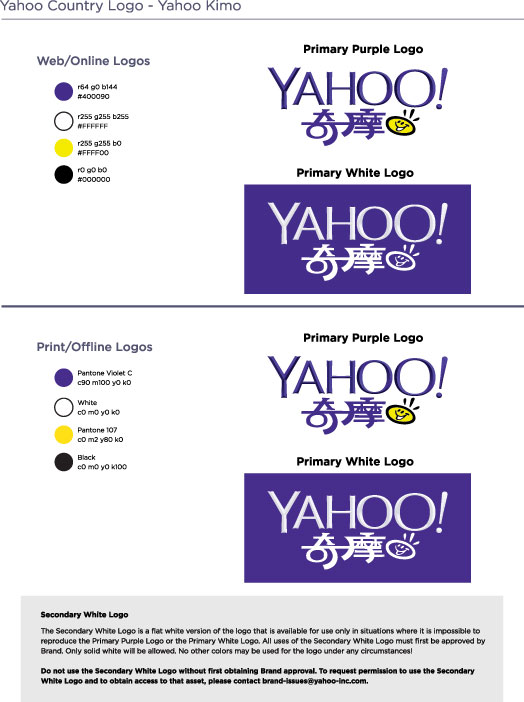 Yahoo Country Logo - Yahoo Kimo
Web/Online Logos
r64 g0 b144
#400090
r255 g255 b255
#FFFFFF
r255 g255 b0
#FFFF00
r0 g0 b0
#000000
Primary Purple Logo
YAHOO!
奇摩
Primary White Logo
YAHOO!
奇摩
Print/Offline Logos
Pantone Violet C
c90 m100 y0 k0
White
c0 m0 y0 k0
Pantone 107
c0 m2 y80 k0
Black
c0 m0 y0 k100
Primary Purple Logo
YAHOO!
奇摩
Primary White Logo
YAHOO!
奇摩
Secondary White Logo
The Secondary White Logo is a flat white version of the logo that is available for use only in situations where it is impossible to
reproduce the Primary Purple Logo or the Primary White Logo. All uses of the Secondary White Logo must first be approved by
Brand. Only solid white will be allowed. No other colors may be used for the logo under any circumstances!
Do not use the Secondary White Logo without first obtaining Brand approval. To request permission to use the Secondary
White Logo and to obtain access to that asset, please contact brand-issues@yahoo-inc.com.